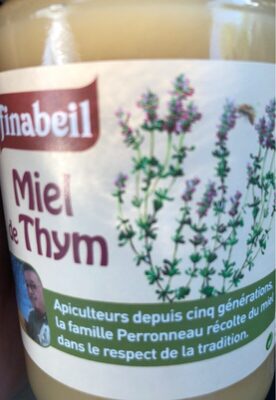 finabeil
Miel
de Thym
Apiculteurs depuis cinq générations,
la famille Perronneau récolte du miel
dans le respect de la tradition.